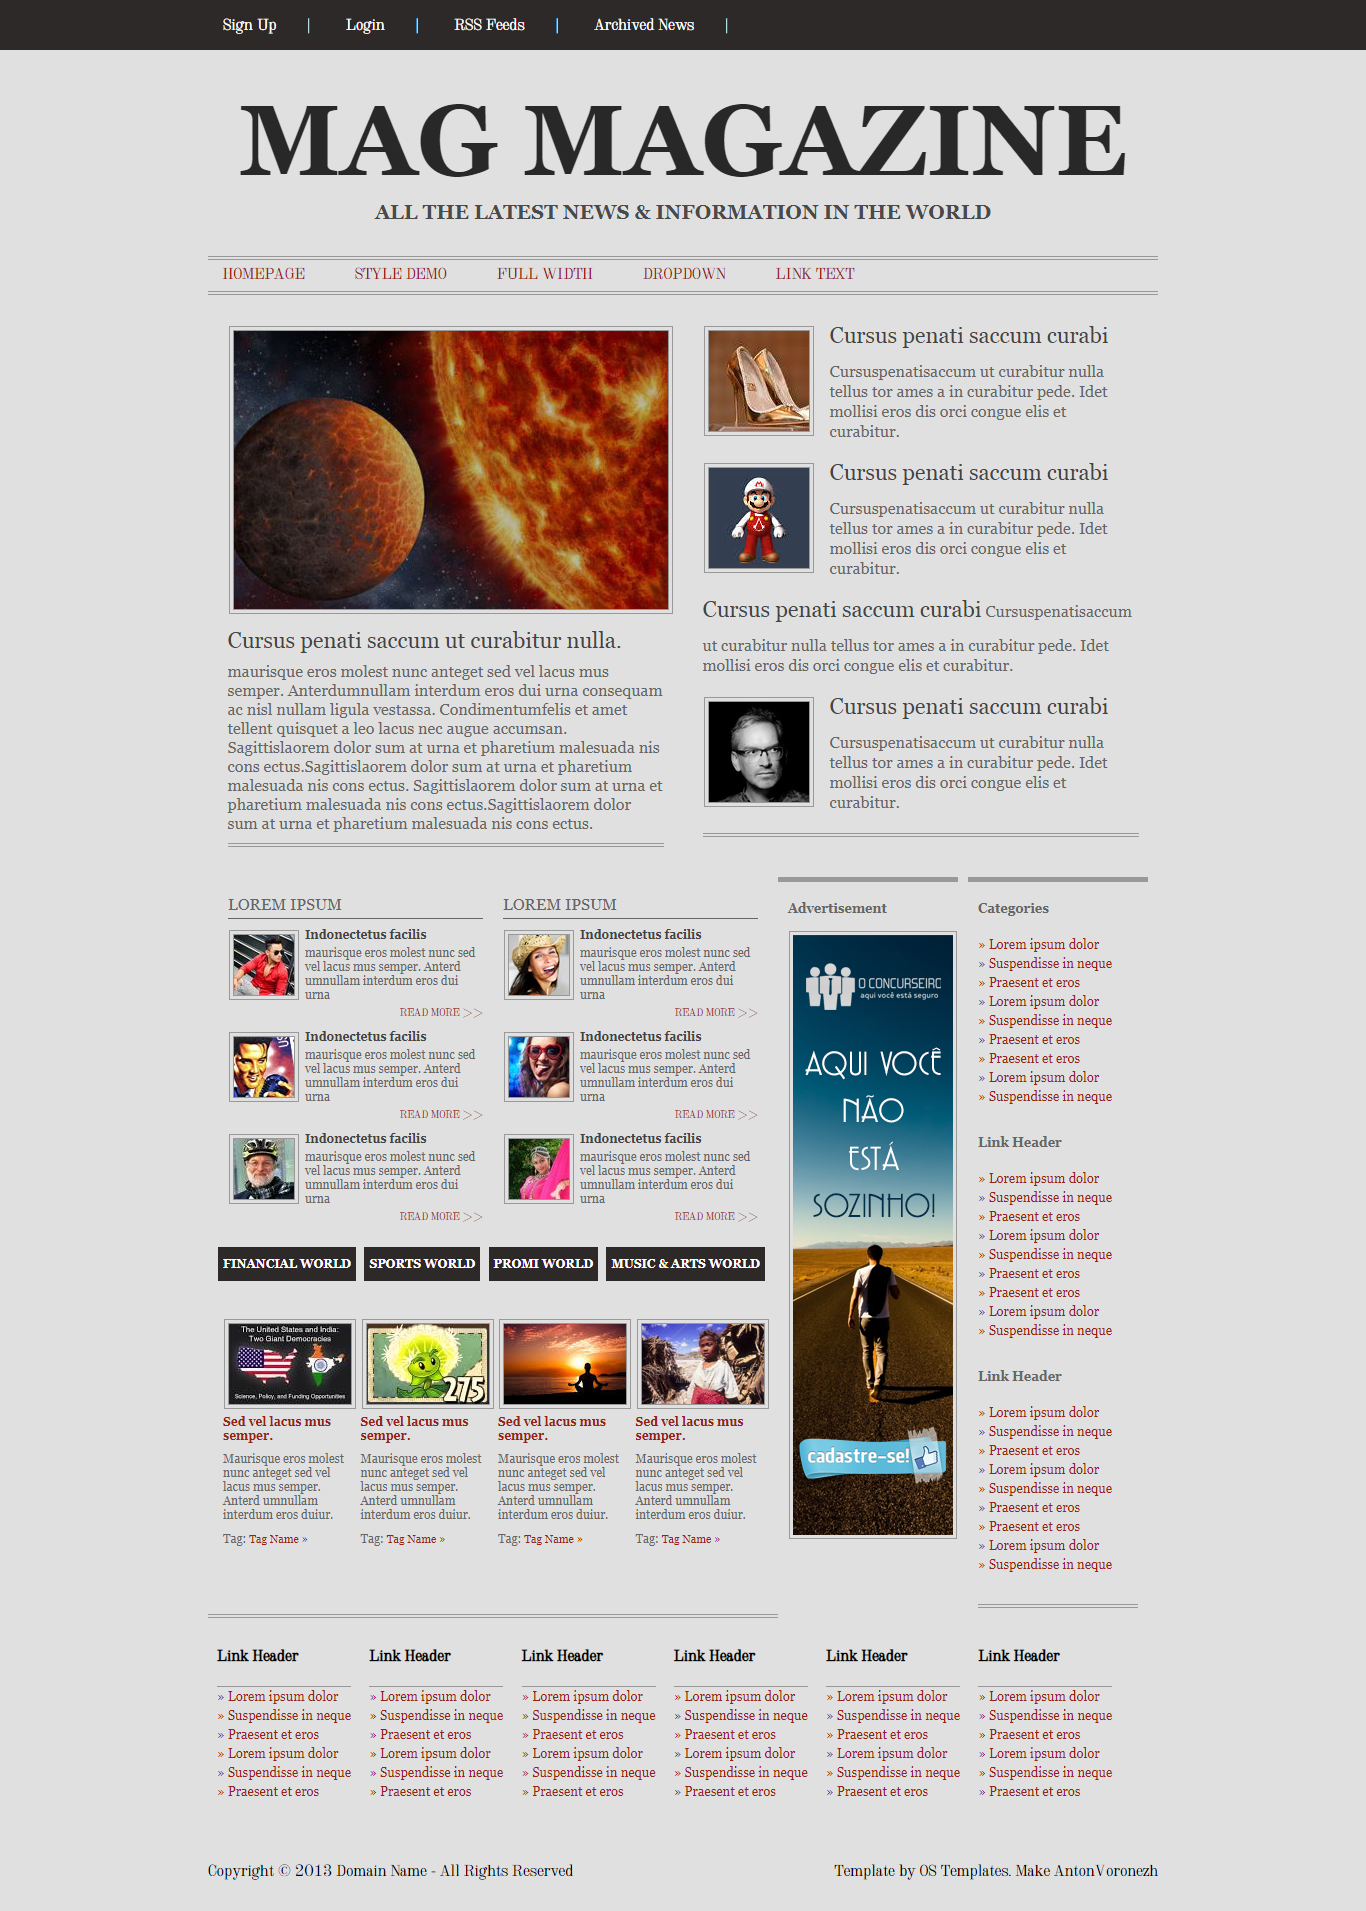 Sign Up | Login | RSS Feeds | Archived News |
MAG MAGAZINE
ALL THE LATEST NEWS & INFORMATION IN THE WORLD
HOMEPAGE STYLE DEMO FULL WIDTH DROPDOWN LINK TEXT
Cursus penati saccum ut curabitur nulla.
maurisque eros molest nunc anteget sed vel lacus mus
semper. Anterdumnullam interdum eros dui urna consequam
ac nisl nullam ligula vestassa. Condimentumfelis et amet
tellent quisquet a leo lacus nec augue accumsan.
Sagittislaorem dolor sum at urna et pharetium malesuada nis
cons ectus.Sagittislaorem dolor sum at urna et pharetium
malesuada nis cons ectus. Sagittislaorem dolor sum at urna et
pharetium malesuada nis cons ectus.Sagittislaorem dolor
sum at urna et pharetium malesuada nis cons ectus.
Cursus penati saccum curabi
Cursuspenatisaccum ut curabitur nulla
tellus tor ames a in curabitur pede. Idet
mollisi eros dis orci congue elis et
curabitur.
Cursus penati saccum curabi
Cursuspenatisaccum ut curabitur nulla
tellus tor ames a in curabitur pede. Idet
mollisi eros dis orci congue elis et
curabitur.
Cursus penati saccum curabi Cursuspenatisaccum
ut curabitur nulla tellus tor ames a in curabitur pede. Idet
mollisi eros dis orci congue elis et curabitur.
Cursus penati saccum curabi
Cursuspenatisaccum ut curabitur nulla
tellus tor ames a in curabitur pede. Idet
mollisi eros dis orci congue elis et
curabitur.
LOREM IPSUM
Indonectetus facilis
maurisque eros molest nunc sed
vel lacus mus semper. Anterd
umnullam interdum eros dui
urna
READ MORE >>
Indonectetus facilis
maurisque eros molest nunc sed
vel lacus mus semper. Anterd
umnullam interdum eros dui
urna
READ MORE >>
Indonectetus facilis
maurisque eros molest nunc sed
vel lacus mus semper. Anterd
umnullam interdum eros dui
urna
READ MORE >>
LOREM IPSUM
Indonectetus facilis
maurisque eros molest nunc sed
vel lacus mus semper. Anterd
umnullam interdum eros dui
urna
READ MORE >>
Indonectetus facilis
maurisque eros molest nunc sed
vel lacus mus semper. Anterd
umnullam interdum eros dui
urna
READ MORE >>
Indonectetus facilis
maurisque eros molest nunc sed
vel lacus mus semper. Anterd
umnullam interdum eros dui
urna
READ MORE >>
FINANCIAL WORLD SPORTS WORLD PROMI WORLD MUSIC & ARTS WORLD
The United States and India:
Two Giant Democracies
Science, Policy, and Funding Opportunities
Sed vel lacus mus
semper.
Maurisque eros molest
nunc anteget sed vel
lacus mus semper.
Anterd umnullam
interdum eros duiur.
Tag: Tag Name »
275
Sed vel lacus mus
semper.
Maurisque eros molest
nunc anteget sed vel
lacus mus semper.
Anterd umnullam
interdum eros duiur.
Tag: Tag Name »
Sed vel lacus mus
semper.
Maurisque eros molest
nunc anteget sed vel
lacus mus semper.
Anterd umnullam
interdum eros duiur.
Tag: Tag Name »
Sed vel lacus mus
semper.
Maurisque eros molest
nunc anteget sed vel
lacus mus semper.
Anterd umnullam
interdum eros duiur.
Tag: Tag Name »
Advertisement
O CONCURSEIRO
aqui você está seguro
AQUI VOCÊ
NÃO
ESTÁ
SOZINHO!
cadastre-se!
Categories
» Lorem ipsum dolor
» Suspendisse in neque
» Praesent et eros
» Lorem ipsum dolor
» Suspendisse in neque
» Praesent et eros
» Praesent et eros
» Lorem ipsum dolor
» Suspendisse in neque
Link Header
» Lorem ipsum dolor
» Suspendisse in neque
» Praesent et eros
» Lorem ipsum dolor
» Suspendisse in neque
» Praesent et eros
» Praesent et eros
» Lorem ipsum dolor
» Suspendisse in neque
Link Header
» Lorem ipsum dolor
» Suspendisse in neque
» Praesent et eros
» Lorem ipsum dolor
» Suspendisse in neque
» Praesent et eros
» Praesent et eros
» Lorem ipsum dolor
» Suspendisse in neque
Link Header
» Lorem ipsum dolor
» Suspendisse in neque
» Praesent et eros
» Lorem ipsum dolor
» Suspendisse in neque
» Praesent et eros
Link Header
» Lorem ipsum dolor
» Suspendisse in neque
» Praesent et eros
» Lorem ipsum dolor
» Suspendisse in neque
» Praesent et eros
Link Header
» Lorem ipsum dolor
» Suspendisse in neque
» Praesent et eros
» Lorem ipsum dolor
» Suspendisse in neque
» Praesent et eros
Link Header
» Lorem ipsum dolor
» Suspendisse in neque
» Praesent et eros
» Lorem ipsum dolor
» Suspendisse in neque
» Praesent et eros
Link Header
» Lorem ipsum dolor
» Suspendisse in neque
» Praesent et eros
» Lorem ipsum dolor
» Suspendisse in neque
» Praesent et eros
Link Header
» Lorem ipsum dolor
» Suspendisse in neque
» Praesent et eros
» Lorem ipsum dolor
» Suspendisse in neque
» Praesent et eros
Copyright © 2013 Domain Name - All Rights Reserved
Template by OS Templates. Make AntonVoronezh